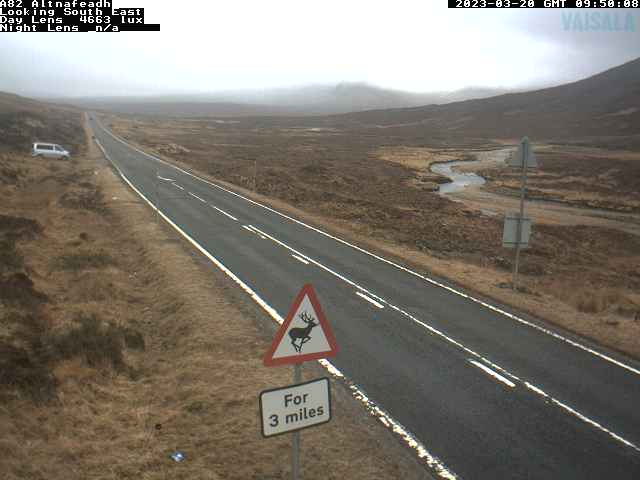 A82 Altnafeadh
Looking South East
Day Lens 4663 lux
Night Lens n/a
2023-03-20 GMT 09:50:08
VAISALA
For
3 miles